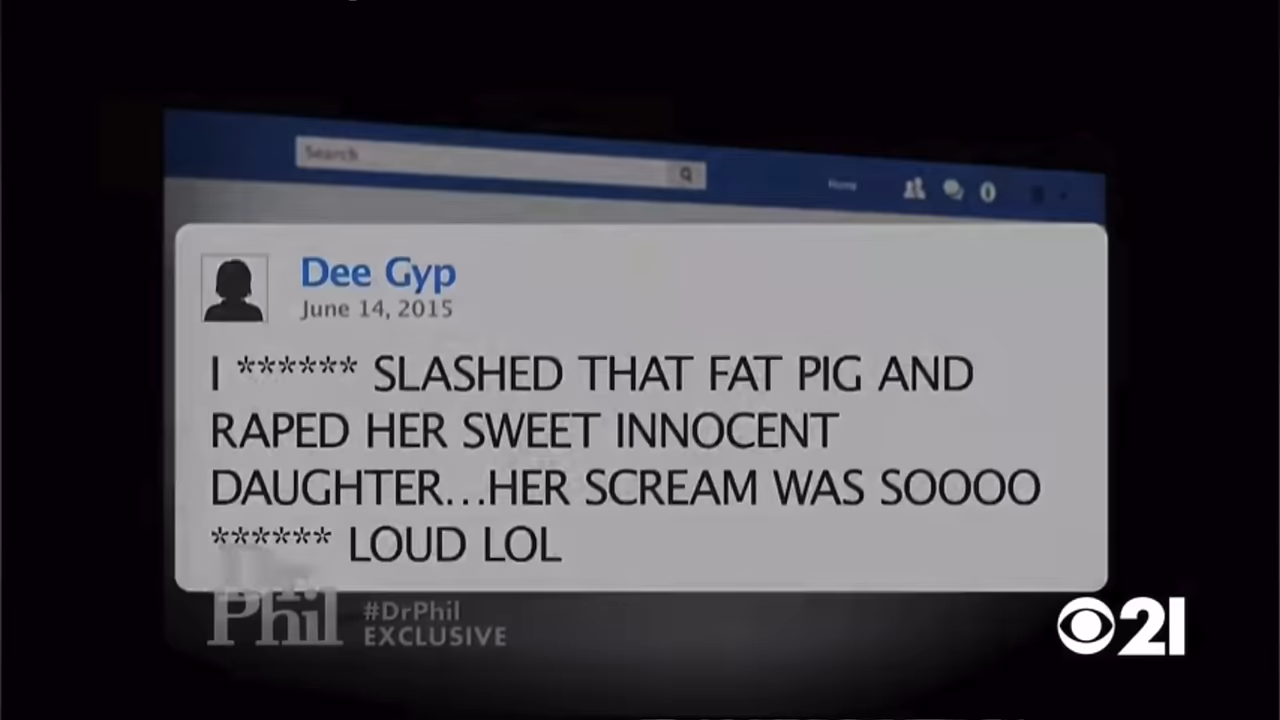 Search
Home
Dee Gyp
June 14, 2015
I ****** SLASHED THAT FAT PIG AND
RAPED HER SWEET INNOCENT
DAUGHTER...HER SCREAM WAS SOOOO
****** LOUD LOL
Dr. Phil
#DrPhil
EXCLUSIVE
21